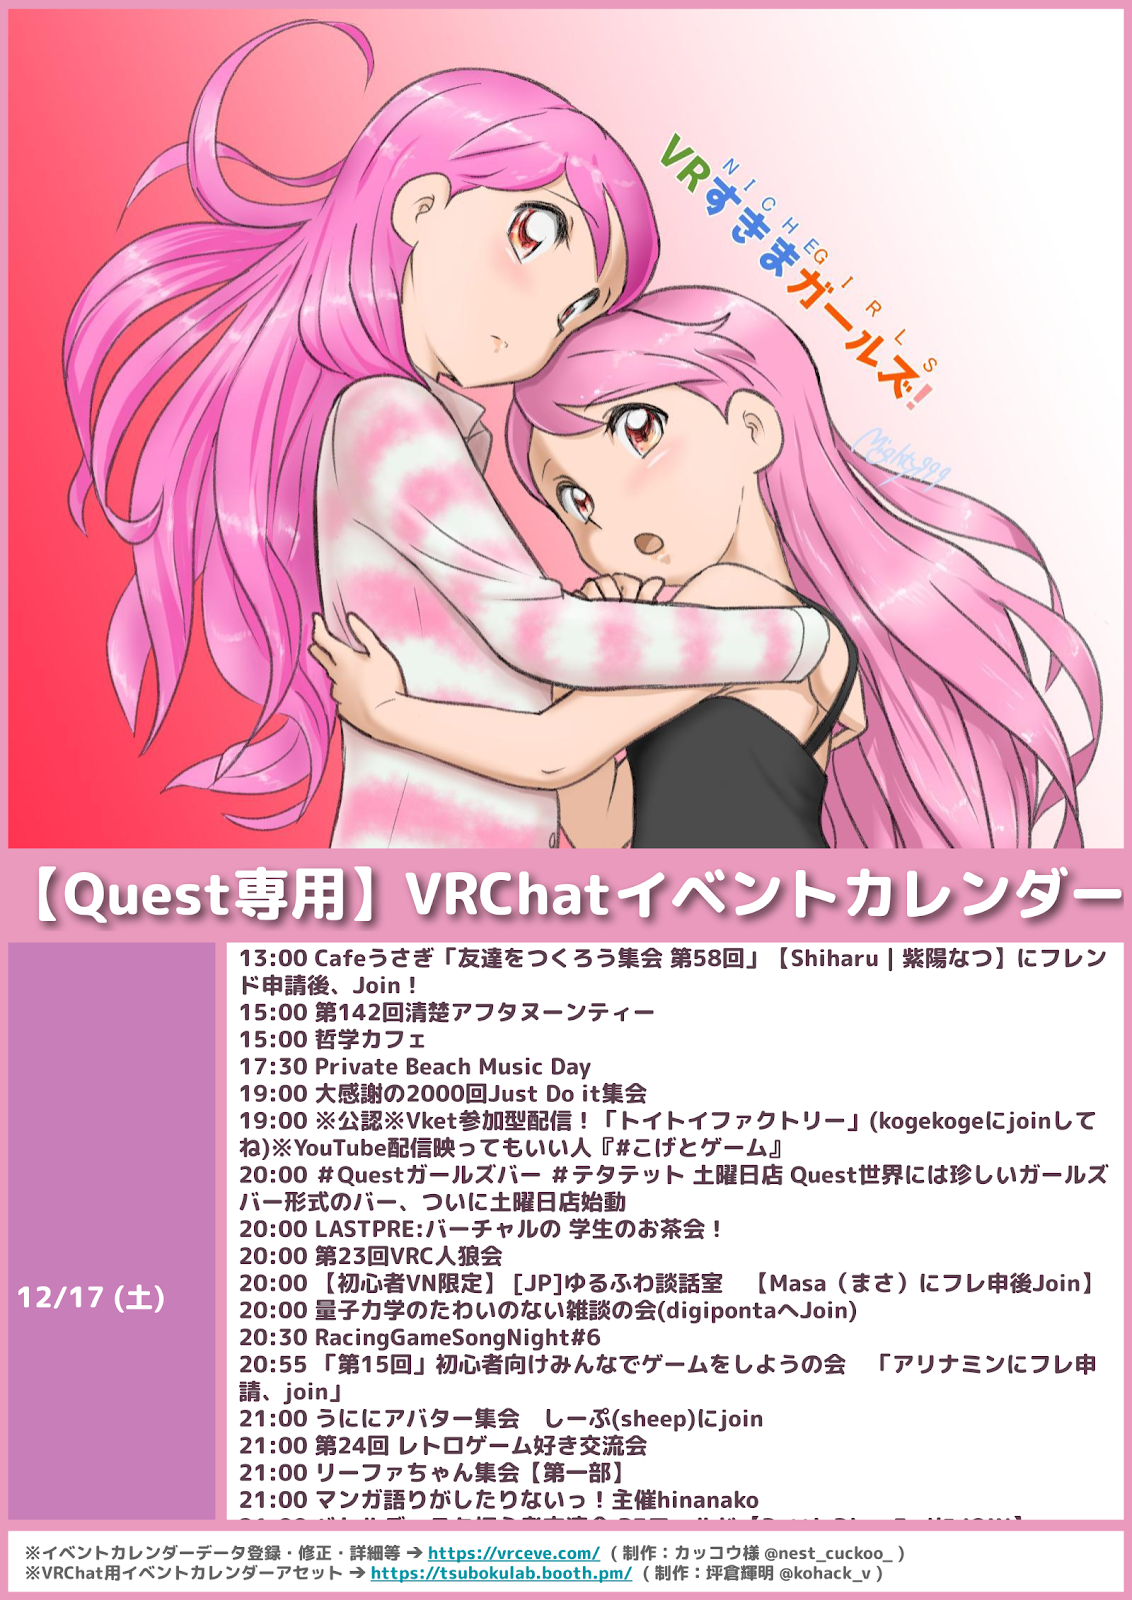 NICHE GIRLS
VRすきまガールズ!
Mighty999
【Quest専用】VRChatイベントカレンダー
12/17 (土)
13:00 Cafeうさぎ「友達をつくろう集会 第58回」【Shiharu | 紫陽なつ】にフレン
ド申請後、Join！
15:00 第142回清楚アフタヌーンティー
15:00 哲学カフェ
17:30 Private Beach Music Day
19:00 大感謝の2000回Just Do it集会
19:00 ※公認※Vket参加型配信！「トイトイファクトリー」(kogekogeにjoinして
ね)※YouTube配信映ってもいい人『#こげとゲーム』
20:00 ＃Questガールズバー ＃テタテット 土曜日店 Quest世界には珍しいガールズ
バー形式のバー、ついに土曜日店始動
20:00 LASTPRE:バーチャルの 学生のお茶会！
20:00 第23回VRC人狼会
20:00 【初心者VN限定】 [JP]ゆるふわ談話室　【Masa（まさ）にフレ申後Join】
20:00 量子力学のたわいのない雑談の会(digipontaへJoin)
20:30 RacingGameSongNight#6
20:55 「第15回」初心者向けみんなでゲームをしようの会　「アリナミンにフレ申
請、join」
21:00 うににアバター集会　しーぷ(sheep)にjoin
21:00 第24回 レトロゲーム好き交流会
21:00 リーファちゃん集会【第一部】
21:00 マンガ語りがしたりないっ！主催hinanako
※イベントカレンダーデータ登録・修正・詳細等 ➔ https://vrceve.com/ ( 制作：カッコウ様 @nest_cuckoo_ )
※VRChat用イベントカレンダーアセット ➔ https://tsubokulab.booth.pm/ ( 制作：坪倉輝明 @kohack_v )